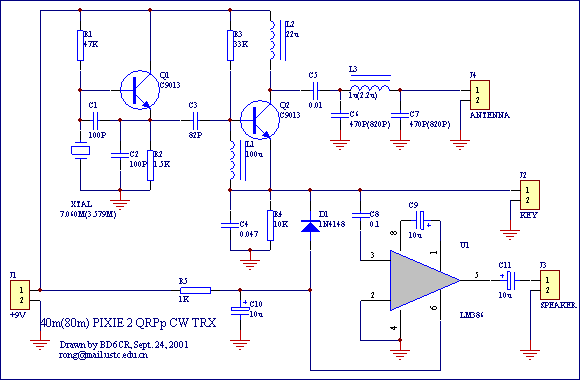 R1
47K
R3
33K
L2
22u
Q1
C9013
C1
100P
C3
82P
Q2
C9013
C5
0.01
L3
1u(2.2u)
J4
1
2
ANTENNA
C6
470P(820P)
C7
470P(820P)
XTAL
7.040M(3.579M)
C2
100P
R2
1.5K
L1
100u
J2
1
2
KEY
C4
0.047
R4
10K
D1
1N4148
C8
0.1
C9
10u
+
8
1
U1
3
2
5
4
6
LM386
C11
10u
+
J3
1
2
SPEAKER
J1
1
2
+9V
R5
1K
C10
10u
+
40m(80m) PIXIE 2 QRPp CW TRX
Drawn by BD6CR, Sept. 24, 2001
rong@mail.ustc.edu.cn